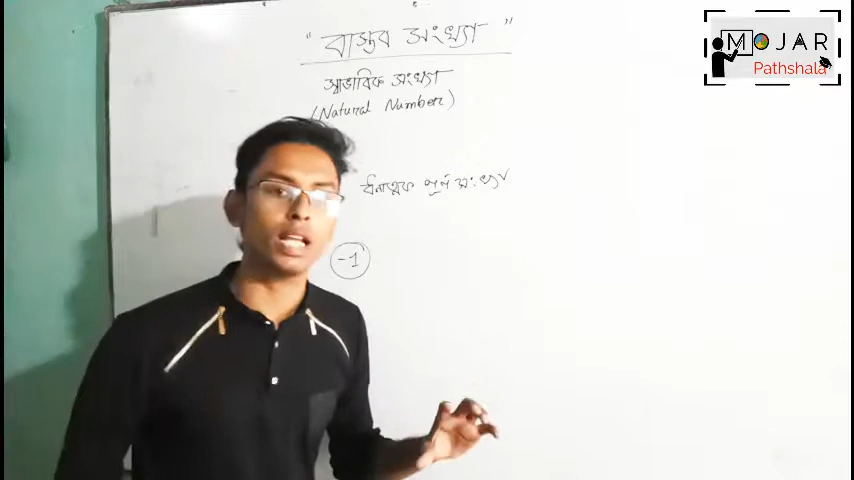 " বাস্তব সংখ্যা "
স্বাভাবিক সংখ্যা
(Natural Number)
ধনাত্মক পূর্ণ সংখ্যা
-1
MOJAR
Pathshala